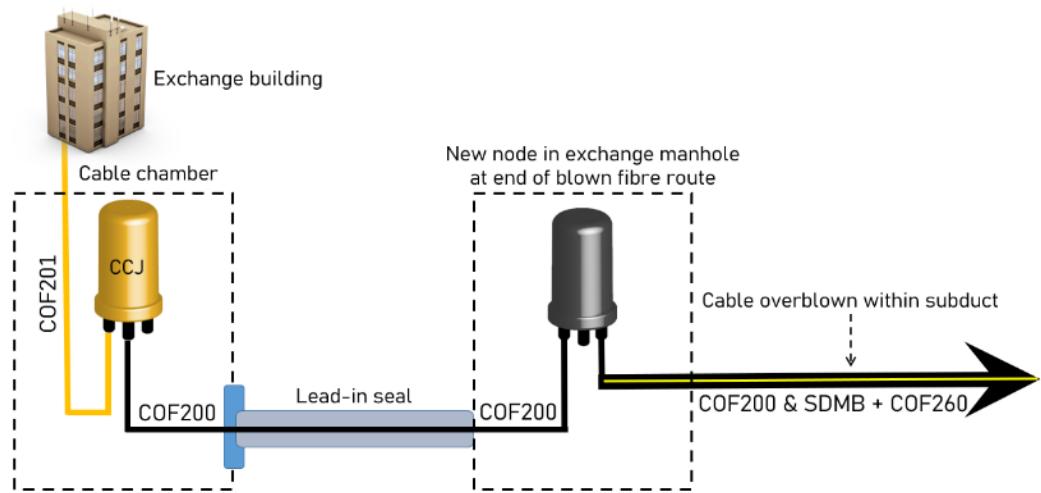 Exchange building
Cable chamber
New node in exchange manhole
at end of blown fibre route
CCJ
COF201
Cable overblown within subduct
Lead-in seal
COF200
COF200
COF200 & SDMB + COF260